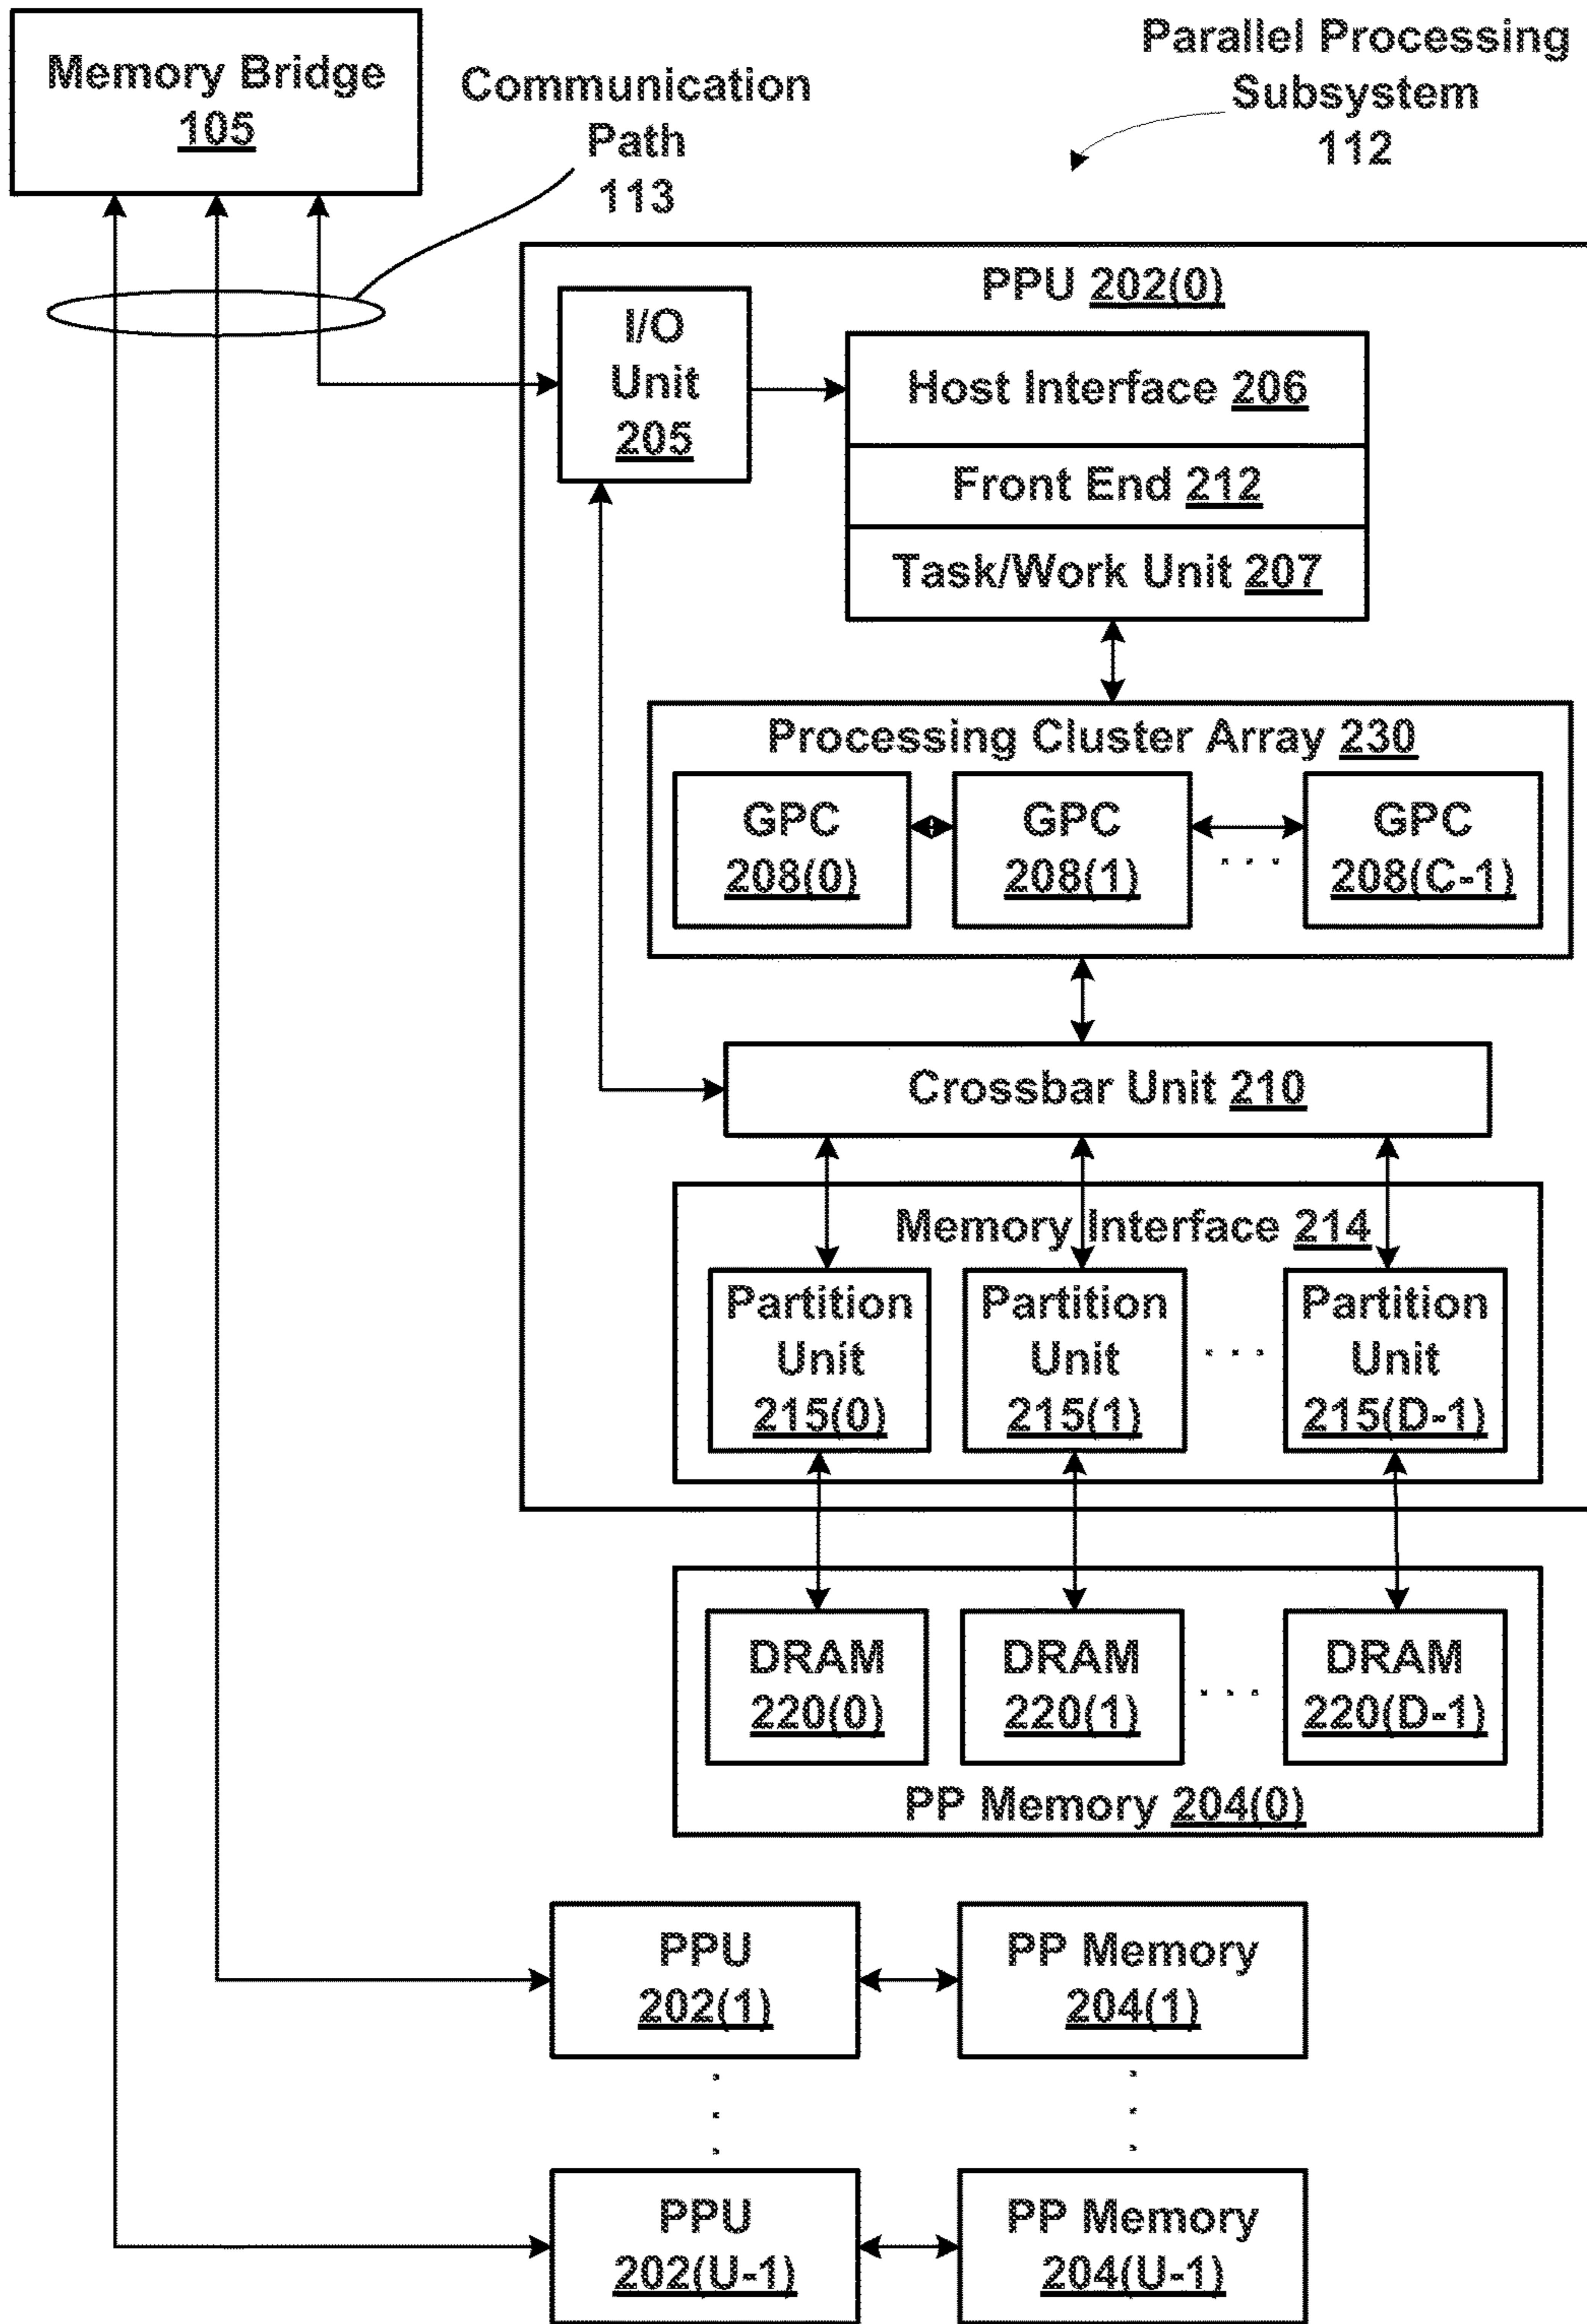 Memory Bridge
105
Communication
Path
113
Parallel Processing
Subsystem
112
PPU 202(0)
I/O
Unit
205
Host Interface 206
Front End 212
Task/Work Unit 207
Processing Cluster Array 230
GPC
208(0)
GPC
208(1)
. . .
GPC
208(C-1)
Crossbar Unit 210
Memory Interface 214
Partition
Unit
215(0)
Partition
Unit
215(1)
. . .
Partition
Unit
215(D-1)
DRAM
220(0)
DRAM
220(1)
. . .
DRAM
220(D-1)
PP Memory 204(0)
PPU
202(1)
PP Memory
204(1)
PPU
202(U-1)
PP Memory
204(U-1)